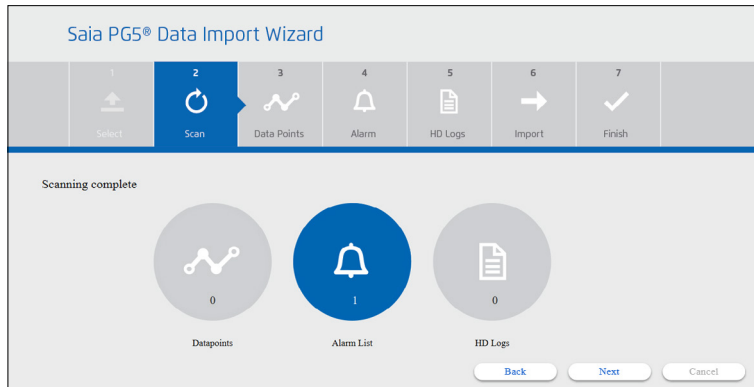 Saia PG5® Data Import Wizard
1 2 3 4 5 6 7
Select Scan Data Points Alarm HD Logs Import Finish
Scanning complete
0 1 0
Datapoints Alarm List HD Logs
Back Next Cancel